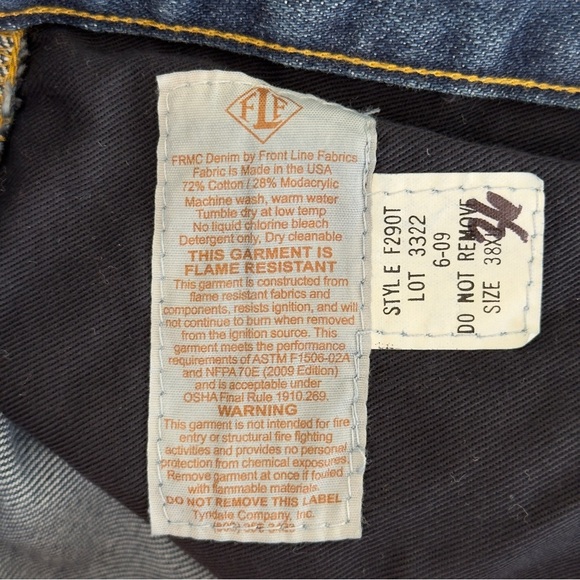 FLF
FRMC Denim by Front Line Fabrics
Fabric is Made in the USA
72% Cotton / 28% Modacrylic
Machine wash, warm water
Tumble dry at low temp
No liquid chlorine bleach
Detergent only, Dry cleanable
THIS GARMENT IS
FLAME RESISTANT
This garment is constructed from
flame resistant fabrics and
components, resists ignition, and will
not continue to burn when removed
from the ignition source. This
garment meets the performance
requirements of ASTM F1506-02A
and NFPA70E (2009 Edition)
and is acceptable under
OSHA Final Rule 1910.269.
WARNING
This garment is not intended for fire
entry or structural fire fighting
activities and provides no personal
protection from chemical exposures.
Remove garment at once if fouled
with flammable materials.
DO NOT REMOVE THIS LABEL
Tyndale Company, Inc.
STYLE F290T
LOT 3322
6-09
DO NOT REMOVE
SIZE 38X